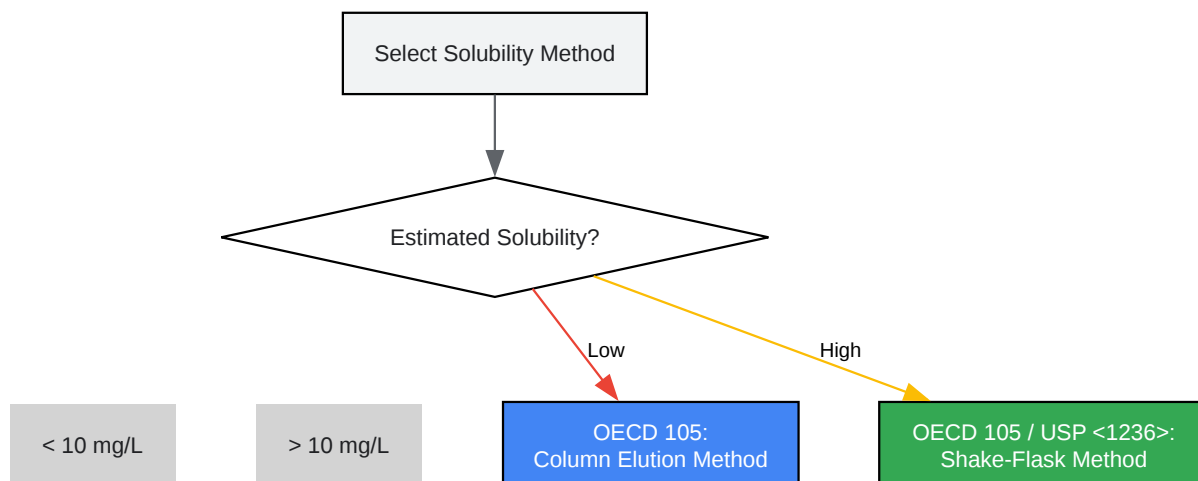 Select Solubility Method
Estimated Solubility?
Low
High
< 10 mg/L
> 10 mg/L
OECD 105:
Column Elution Method
OECD 105 / USP <1236>:
Shake-Flask Method